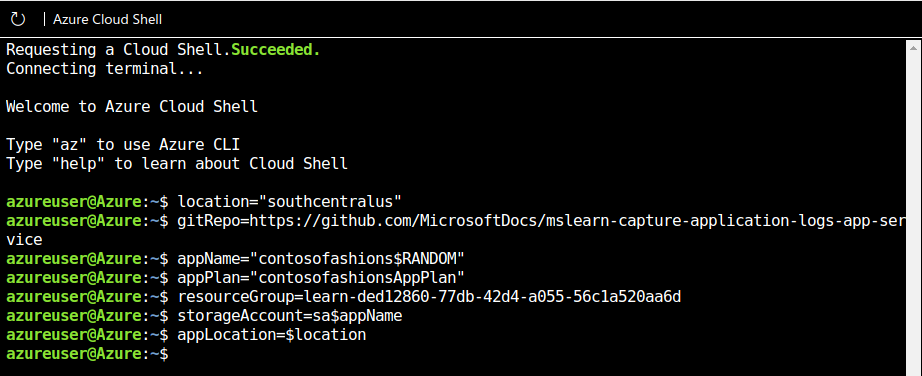 Azure Cloud Shell
Requesting a Cloud Shell.Succeeded.
Connecting terminal...
Welcome to Azure Cloud Shell
Type "az" to use Azure CLI
Type "help" to learn about Cloud Shell
azureuser@Azure:~$ location="southcentralus"
azureuser@Azure:~$ gitRepo=https://github.com/MicrosoftDocs/mslearn-capture-application-logs-app-ser
vice
azureuser@Azure:~$ appName="contosofashions$RANDOM"
azureuser@Azure:~$ appPlan="contosofashionsAppPlan"
azureuser@Azure:~$ resourceGroup=learn-ded12860-77db-42d4-a055-56c1a520aa6d
azureuser@Azure:~$ storageAccount=sa$appName
azureuser@Azure:~$ appLocation=$location
azureuser@Azure:~$